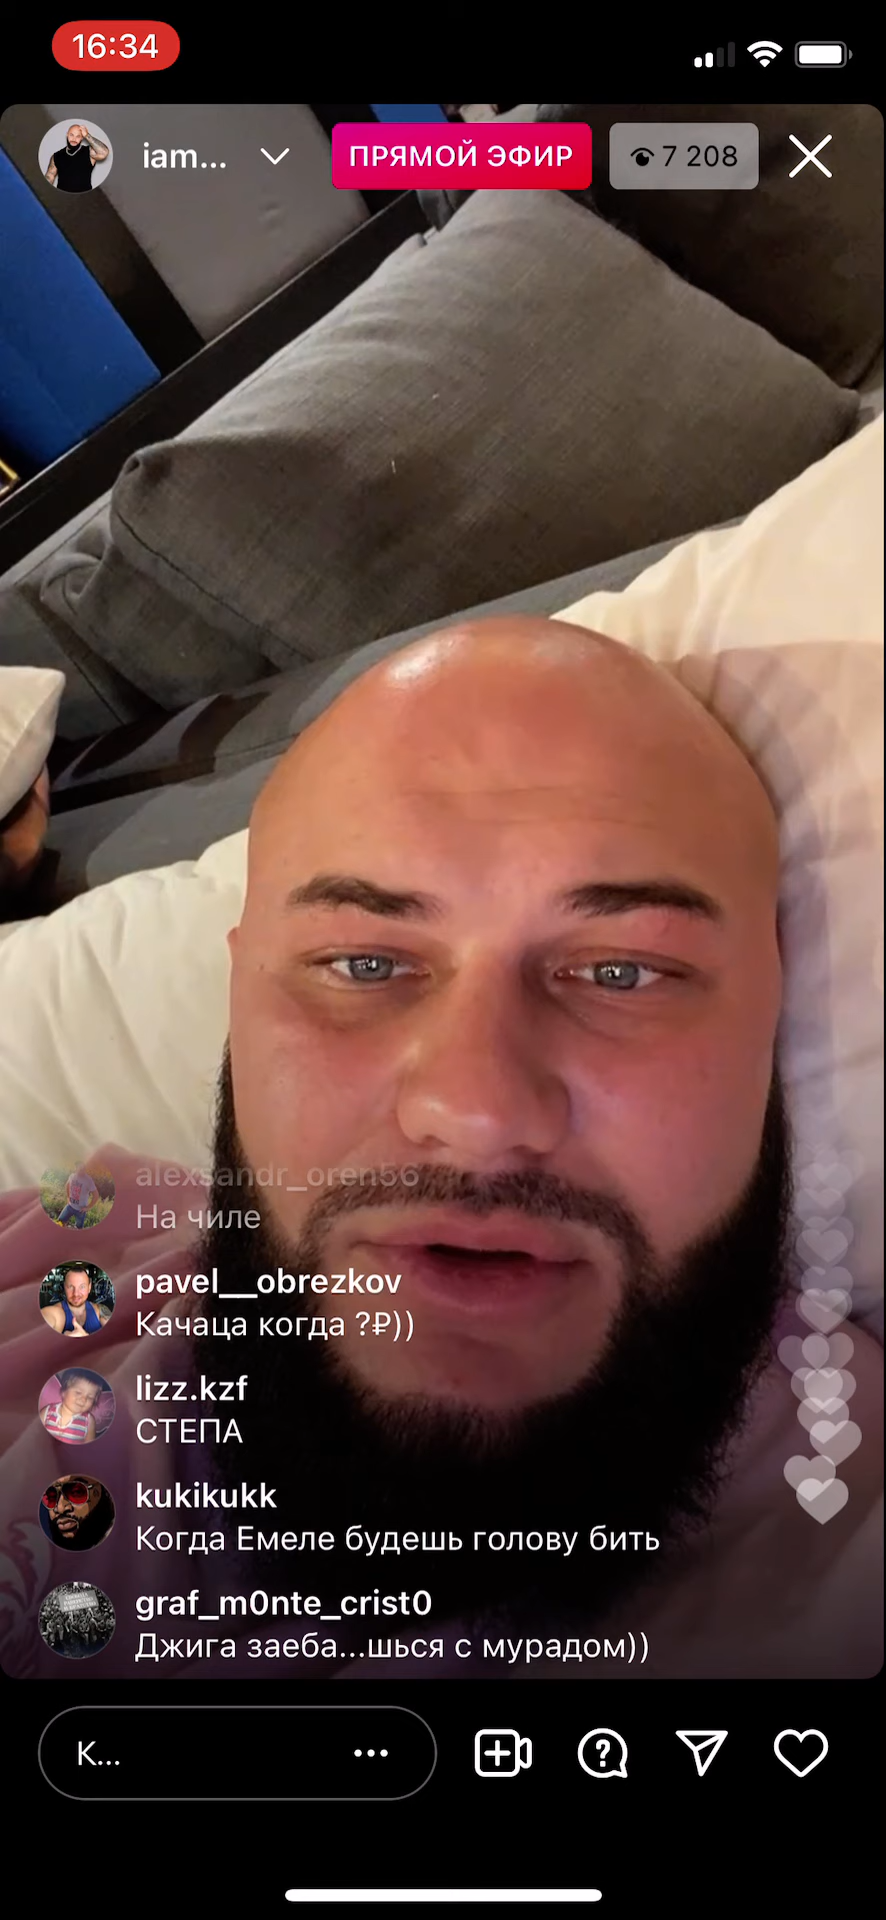 16:34
iam...
ПРЯМОЙ ЭФИР
7 208
alexsandr_oren56
На чиле
pavel__obrezkov
Качаца когда ?₽))
lizz.kzf
СТЕПА
kukikukk
Когда Емеле будешь голову бить
graf_m0nte_crist0
Джига заеба...шься с мурадом))
К...